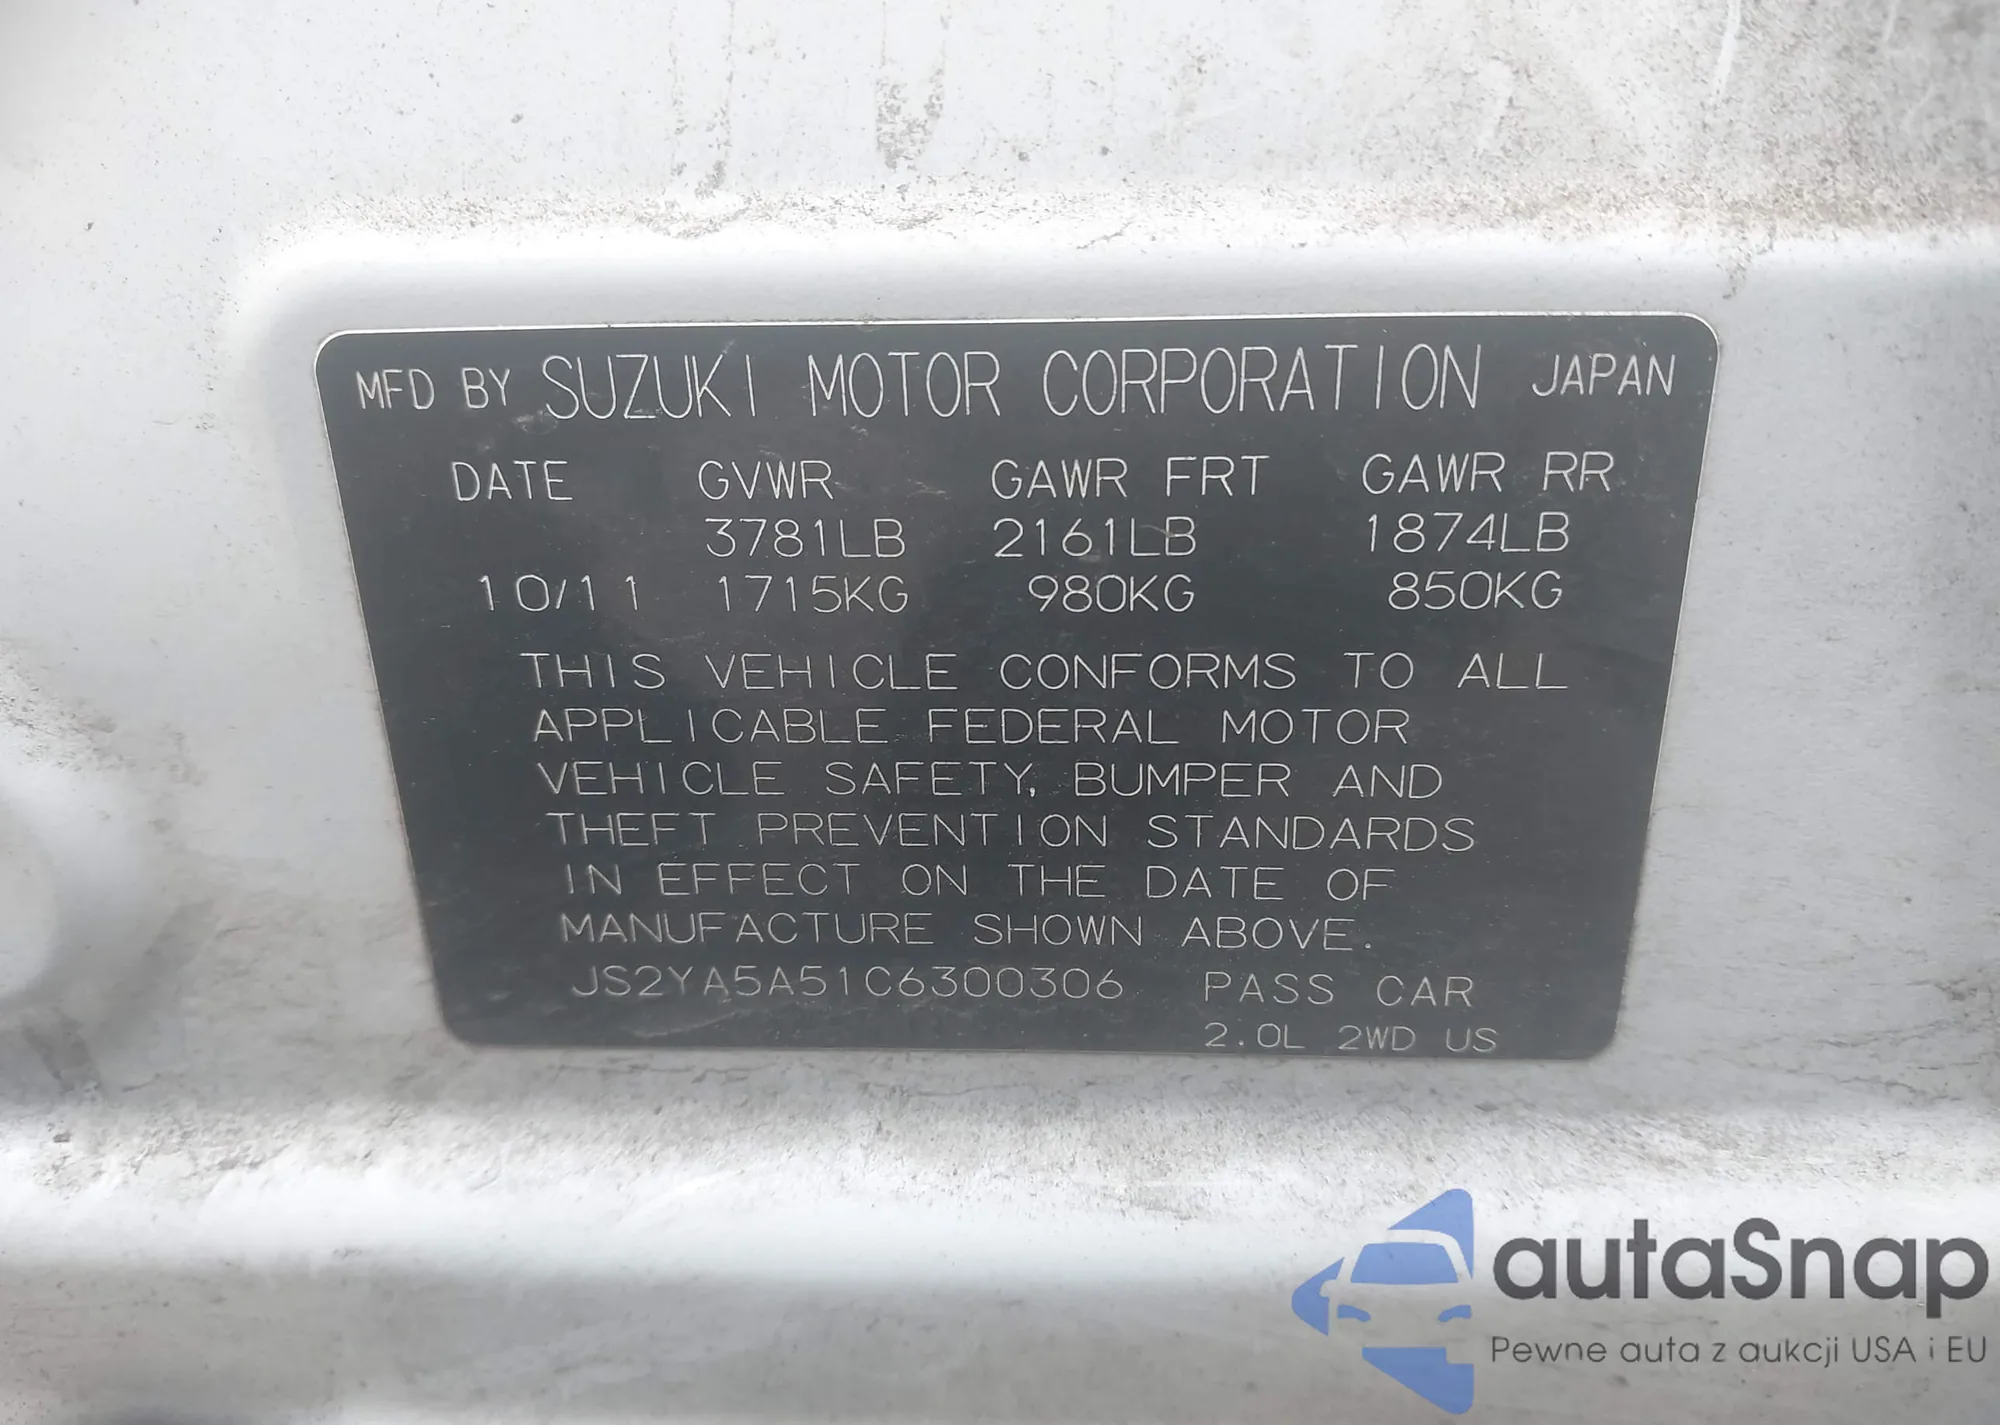 MFD BY SUZUKI MOTOR CORPORATION JAPAN
DATE GVWR GAWR FRT GAWR RR
3781LB 2161LB 1874LB
10/11 1715KG 980KG 850KG
THIS VEHICLE CONFORMS TO ALL
APPLICABLE FEDERAL MOTOR
VEHICLE SAFETY, BUMPER AND
THEFT PREVENTION STANDARDS
IN EFFECT ON THE DATE OF
MANUFACTURE SHOWN ABOVE.
JS2YA5A51C6300306 PASS CAR
2.0L 2WD US
autaSnap
Pewne auta z aukcji USA i EU